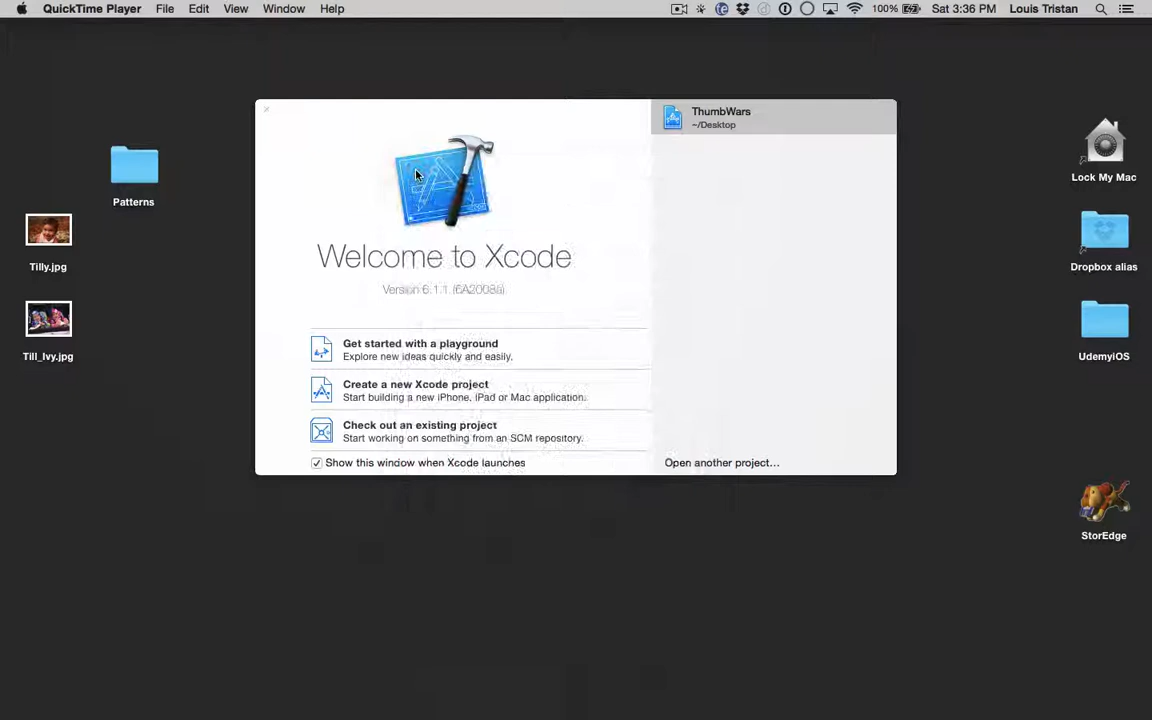 QuickTime Player File Edit View Window Help 100% Sat 3:36 PM Louis Tristan
ThumbWars
~/Desktop
Patterns
Lock My Mac
Tilly.jpg
Welcome to Xcode
Dropbox alias
Till_Ivy.jpg
Get started with a playground
Explore new ideas quickly and easily.
UdemyiOS
Create a new Xcode project
Start building a new iPhone, iPad or Mac application.
Check out an existing project
Start working on something from an SCM repository.
Show this window when Xcode launches
Open another project...
StorEdge